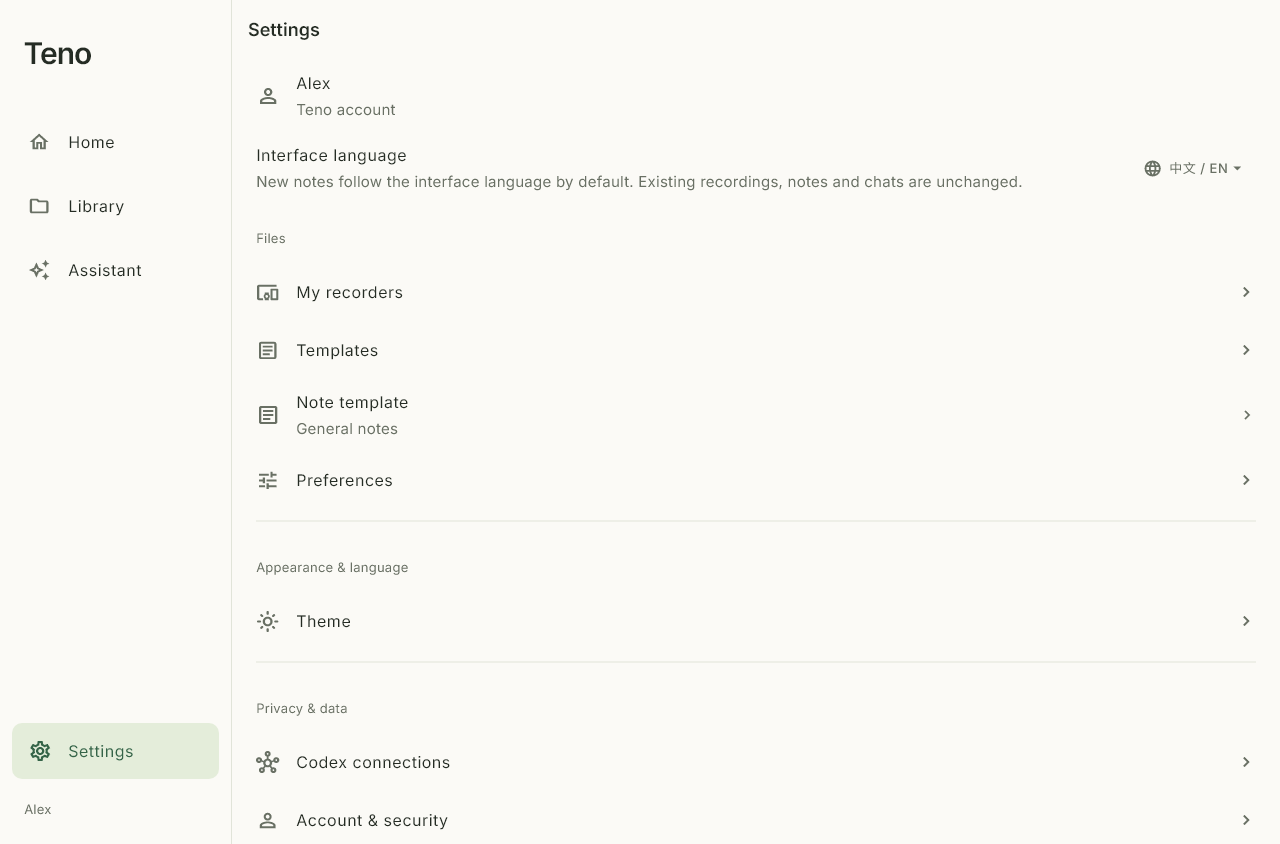 Teno
Home
Library
Assistant
Settings
Alex
Settings
Alex
Teno account
Interface language
New notes follow the interface language by default. Existing recordings, notes and chats are unchanged.
中文 / EN
Files
My recorders
Templates
Note template
General notes
Preferences
Appearance & language
Theme
Privacy & data
Codex connections
Account & security